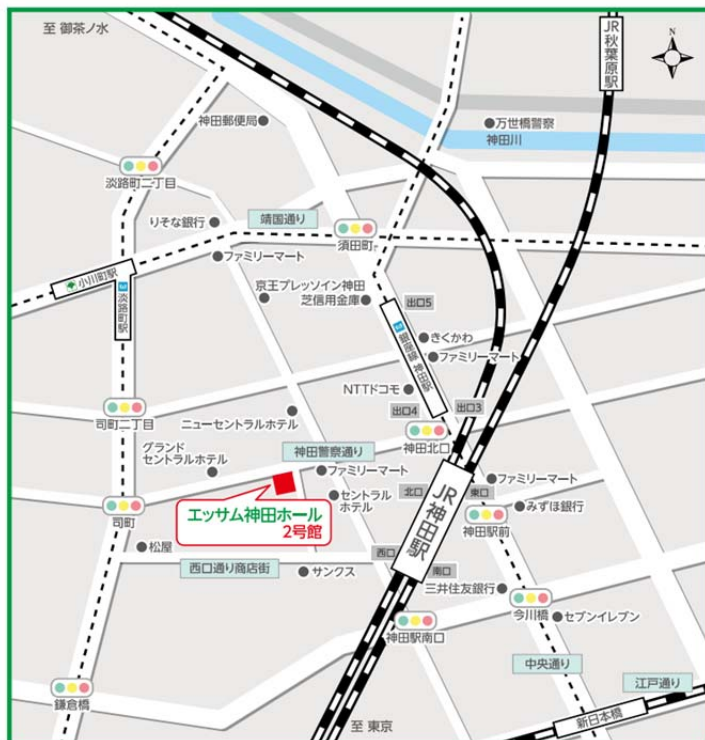 至 御茶ノ水
JR秋葉原駅
神田郵便局
万世橋警察
神田川
淡路町二丁目
りそな銀行
靖国通り
須田町
ファミリーマート
小川町駅
淡路町駅
京王プレッソイン神田
芝信用金庫
出口5
銀座線 神田駅
きくかわ
ファミリーマート
NTTドコモ
出口4
出口3
司町二丁目
ニューセントラルホテル
神田北口
グランド
セントラルホテル
神田警察通り
ファミリーマート
セントラル
ホテル
北口
東口
JR神田駅
ファミリーマート
みずほ銀行
神田駅前
司町
エッサム神田ホール
2号館
松屋
西口通り商店街
サンクス
西口
南口
三井住友銀行
今川橋
セブンイレブン
神田駅南口
中央通り
江戸通り
鎌倉橋
至 東京
新日本橋